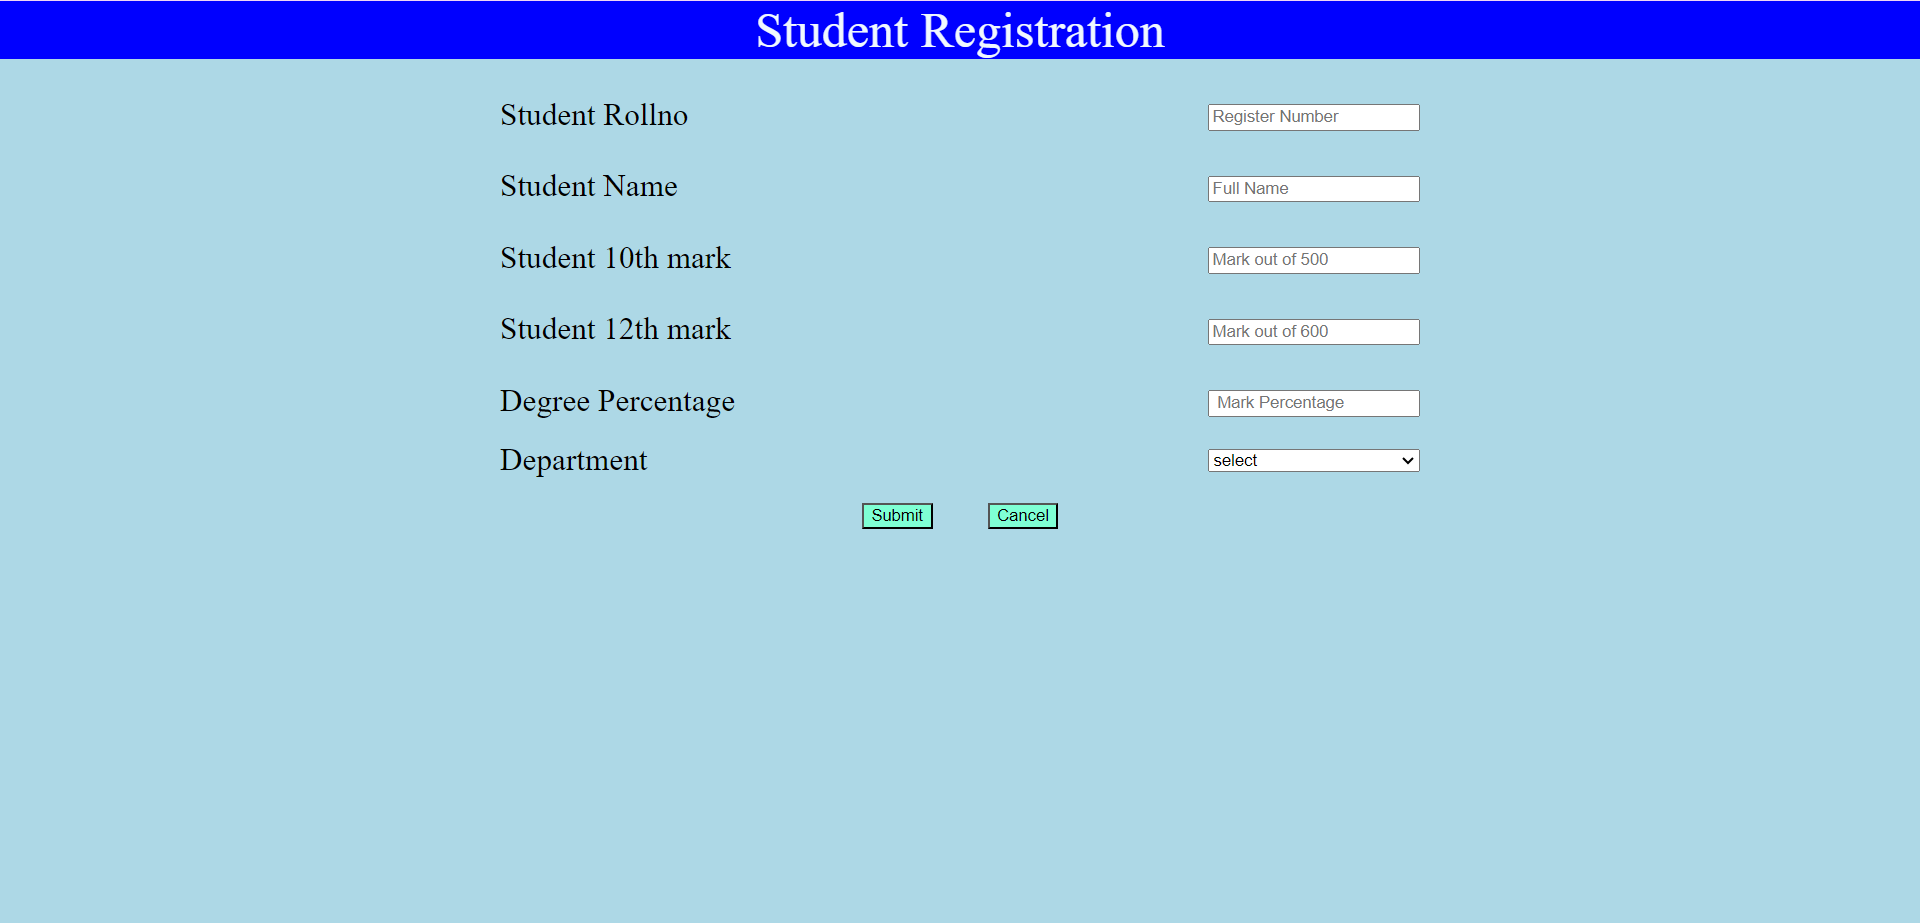 Student Registration
Student Rollno Register Number
Student Name Full Name
Student 10th mark Mark out of 500
Student 12th mark Mark out of 600
Degree Percentage Mark Percentage
Department select
Submit Cancel